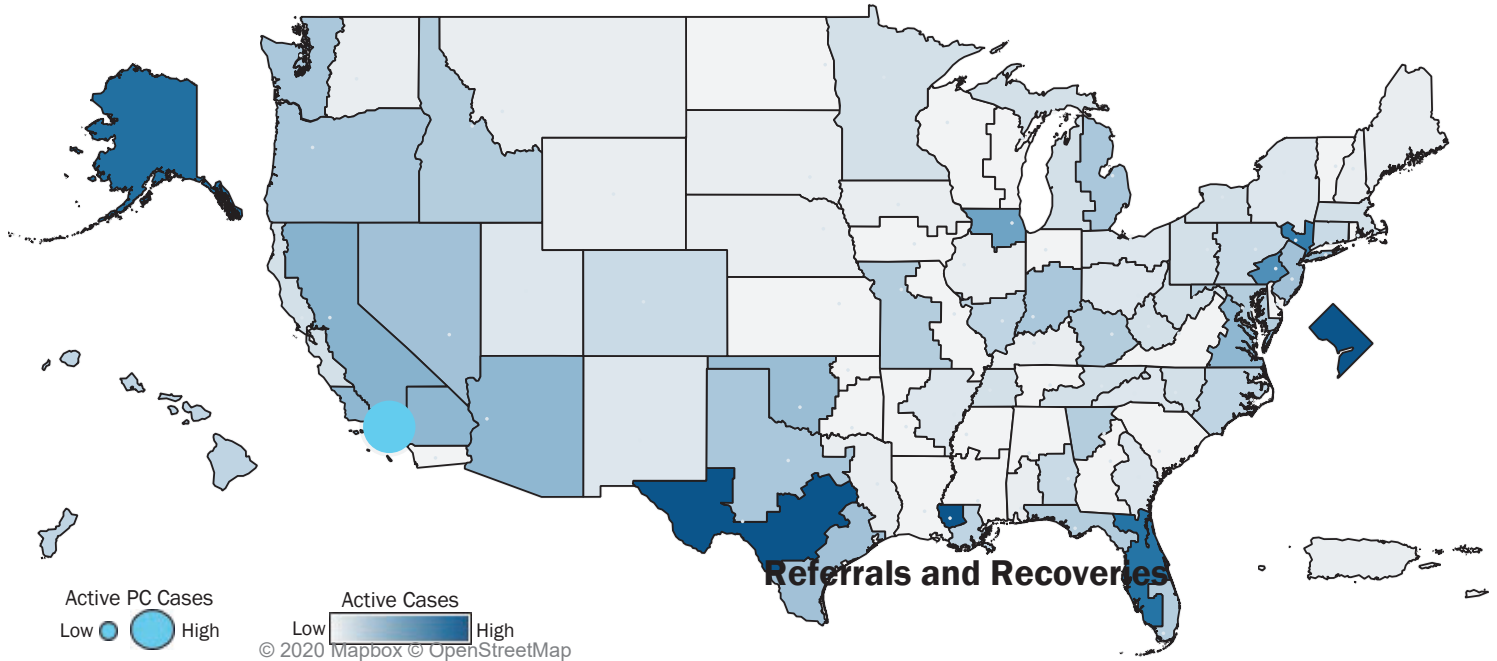 Referrals and Recoveries
Active PC Cases
Low High
Active Cases
Low High
© 2020 Mapbox © OpenStreetMap